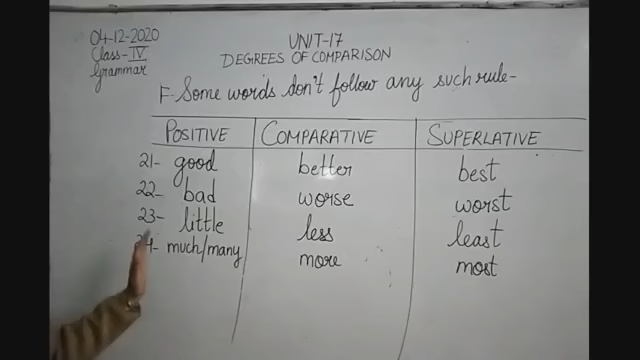 04-12-2020
Class-IV
Grammar
UNIT-17
DEGREES OF COMPARISON
F- Some words don't follow any such rule-
POSITIVE COMPARATIVE SUPERLATIVE
21- good better best
22- bad worse worst
23- little less least
much/many more most